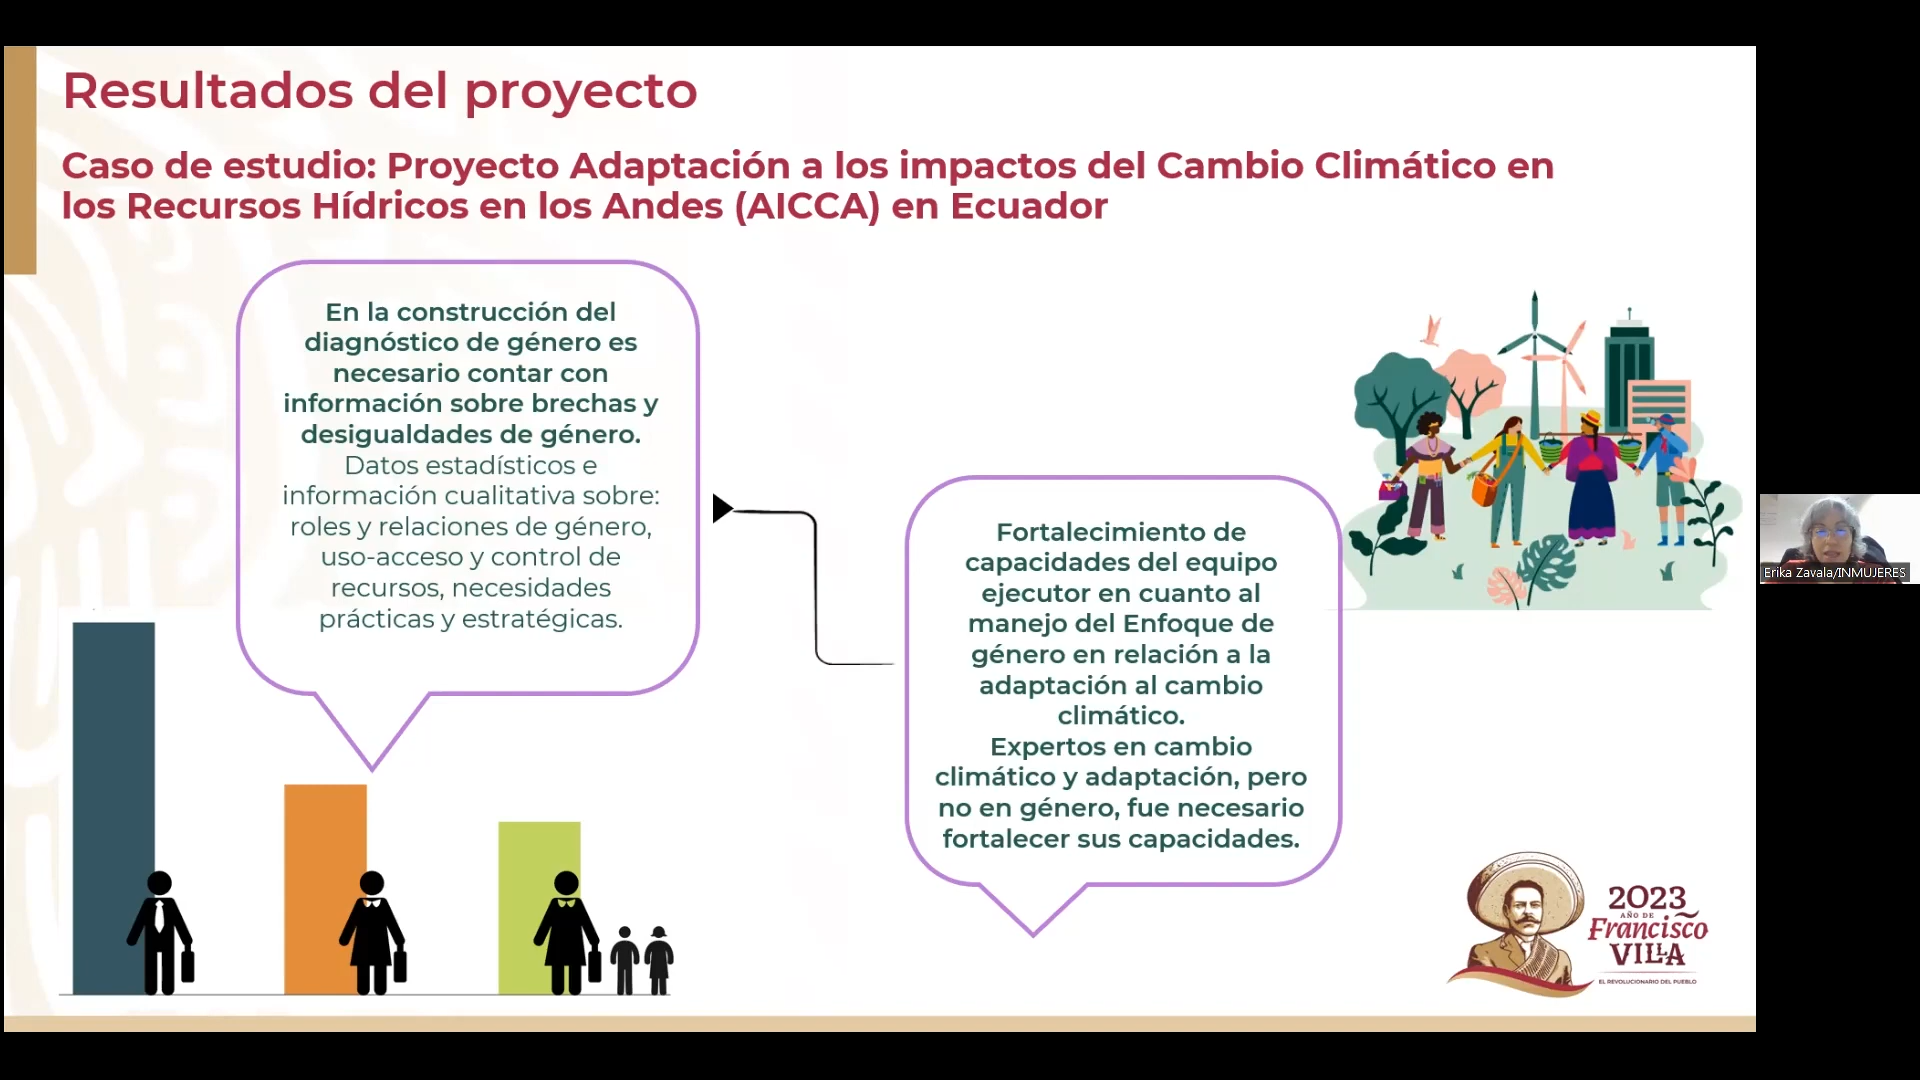 Resultados del proyecto
Caso de estudio: Proyecto Adaptación a los impactos del Cambio Climático en
los Recursos Hídricos en los Andes (AICCA) en Ecuador
En la construcción del
diagnóstico de género es
necesario contar con
información sobre brechas y
desigualdades de género.
Datos estadísticos e
información cualitativa sobre:
roles y relaciones de género,
uso-acceso y control de
recursos, necesidades
prácticas y estratégicas.
Fortalecimiento de
capacidades del equipo
ejecutor en cuanto al
manejo del Enfoque de
género en relación a la
adaptación al cambio
climático.
Expertos en cambio
climático y adaptación, pero
no en género, fue necesario
fortalecer sus capacidades.
Erika Zavala/INMUJERES
2023
AÑO DE
Francisco
VILLA
EL REVOLUCIONARIO DEL PUEBLO